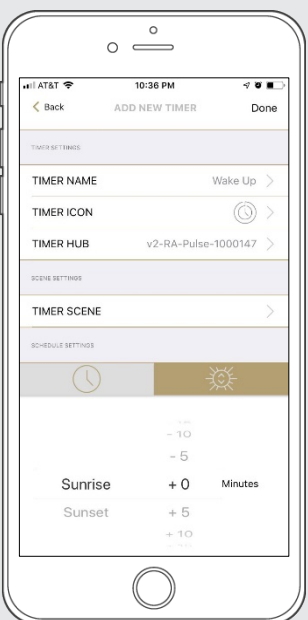 AT&T 10:36 PM
Back ADD NEW TIMER Done
TIMER SETTINGS
TIMER NAME Wake Up
TIMER ICON
TIMER HUB v2-RA-Pulse-1000147
SCENE SETTINGS
TIMER SCENE
SCHEDULE SETTINGS
- 10
- 5
Sunrise + 0 Minutes
Sunset + 5
+ 10